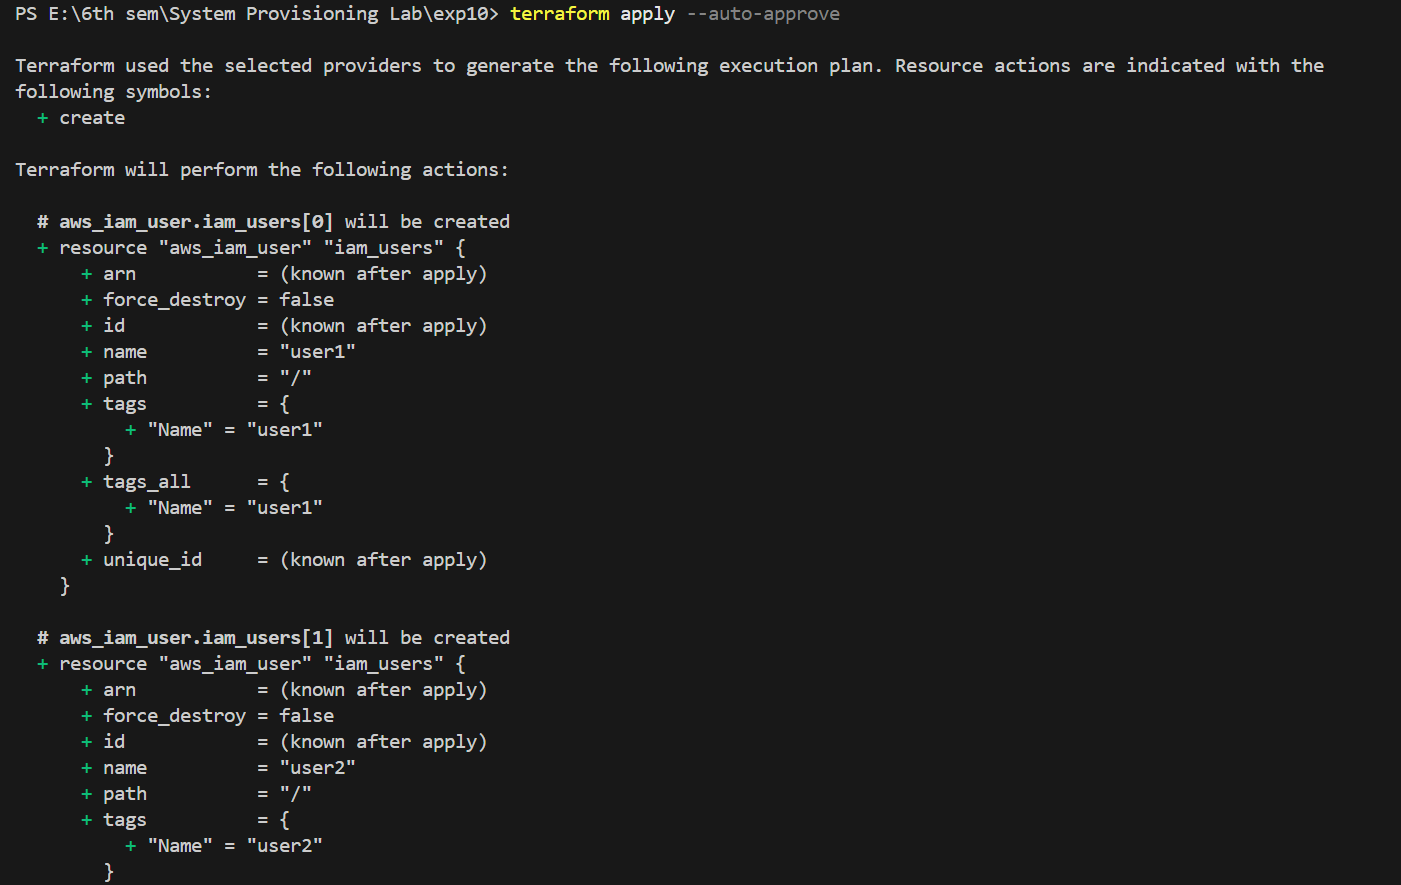 PS E:\6th sem\System Provisioning Lab\exp10> terraform apply --auto-approve
Terraform used the selected providers to generate the following execution plan. Resource actions are indicated with the
following symbols:
  + create
Terraform will perform the following actions:
  # aws_iam_user.iam_users[0] will be created
  + resource "aws_iam_user" "iam_users" {
      + arn           = (known after apply)
      + force_destroy = false
      + id            = (known after apply)
      + name          = "user1"
      + path          = "/"
      + tags          = {
          + "Name" = "user1"
        }
      + tags_all      = {
          + "Name" = "user1"
        }
      + unique_id     = (known after apply)
    }
  # aws_iam_user.iam_users[1] will be created
  + resource "aws_iam_user" "iam_users" {
      + arn           = (known after apply)
      + force_destroy = false
      + id            = (known after apply)
      + name          = "user2"
      + path          = "/"
      + tags          = {
          + "Name" = "user2"
        }